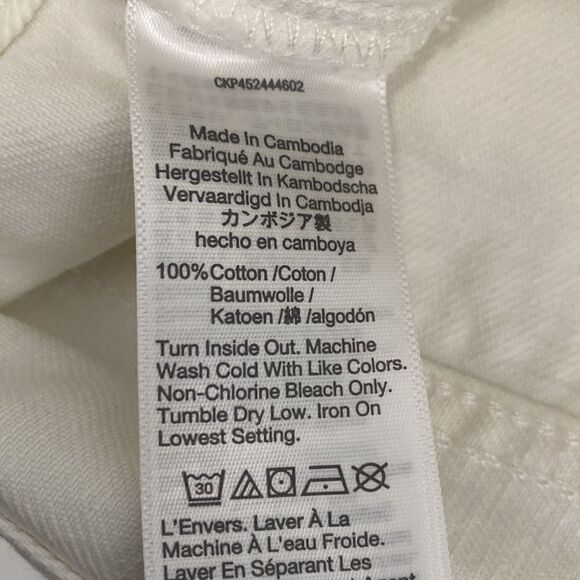 CKP452444602
Made In Cambodia
Fabriqué Au Cambodge
Hergestellt In Kambodscha
Vervaardigd In Cambodja
カンボジア製
hecho en camboya
100%Cotton /Coton /
Baumwolle /
Katoen /綿 /algodón
Turn Inside Out. Machine
Wash Cold With Like Colors.
Non-Chlorine Bleach Only.
Tumble Dry Low. Iron On
Lowest Setting.
30
L'Envers. Laver À La
Machine À L'eau Froide.
Laver En Séparant Les